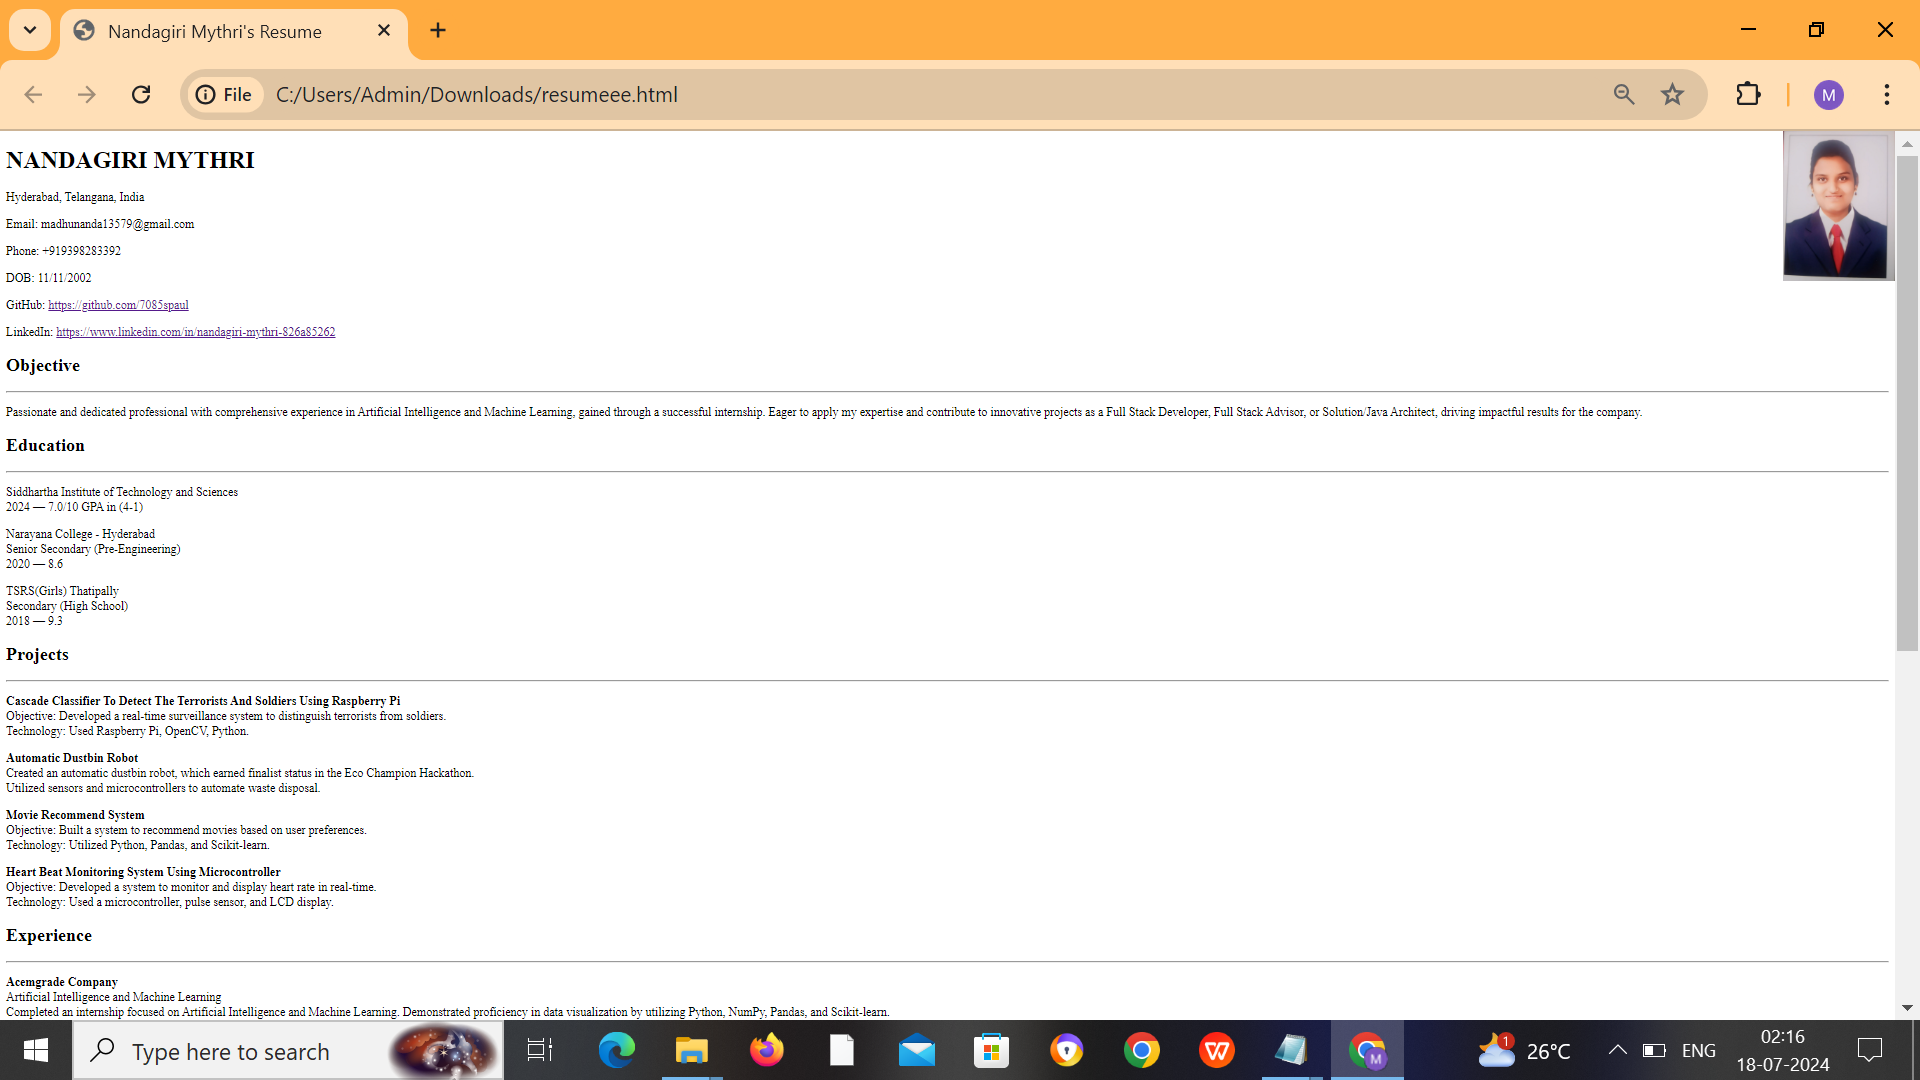 Nandagiri Mythri's Resume
File
C:/Users/Admin/Downloads/resumeee.html
M
NANDAGIRI MYTHRI
Hyderabad, Telangana, India
Email: madhunanda13579@gmail.com
Phone: +919398283392
DOB: 11/11/2002
GitHub: https://github.com/7085spaul
LinkedIn: https://www.linkedin.com/in/nandagiri-mythri-826a85262
Objective
Passionate and dedicated professional with comprehensive experience in Artificial Intelligence and Machine Learning, gained through a successful internship. Eager to apply my expertise and contribute to innovative projects as a Full Stack Developer, Full Stack Advisor, or Solution/Java Architect, driving impactful results for the company.
Education
Siddhartha Institute of Technology and Sciences
2024 — 7.0/10 GPA in (4-1)
Narayana College - Hyderabad
Senior Secondary (Pre-Engineering)
2020 — 8.6
TSRS(Girls) Thatipally
Secondary (High School)
2018 — 9.3
Projects
Cascade Classifier To Detect The Terrorists And Soldiers Using Raspberry Pi
Objective: Developed a real-time surveillance system to distinguish terrorists from soldiers.
Technology: Used Raspberry Pi, OpenCV, Python.
Automatic Dustbin Robot
Created an automatic dustbin robot, which earned finalist status in the Eco Champion Hackathon.
Utilized sensors and microcontrollers to automate waste disposal.
Movie Recommend System
Objective: Built a system to recommend movies based on user preferences.
Technology: Utilized Python, Pandas, and Scikit-learn.
Heart Beat Monitoring System Using Microcontroller
Objective: Developed a system to monitor and display heart rate in real-time.
Technology: Used a microcontroller, pulse sensor, and LCD display.
Experience
Acemgrade Company
Artificial Intelligence and Machine Learning
Completed an internship focused on Artificial Intelligence and Machine Learning. Demonstrated proficiency in data visualization by utilizing Python, NumPy, Pandas, and Scikit-learn.
Type here to search
W
M
1
26°C
ENG
02:16
18-07-2024